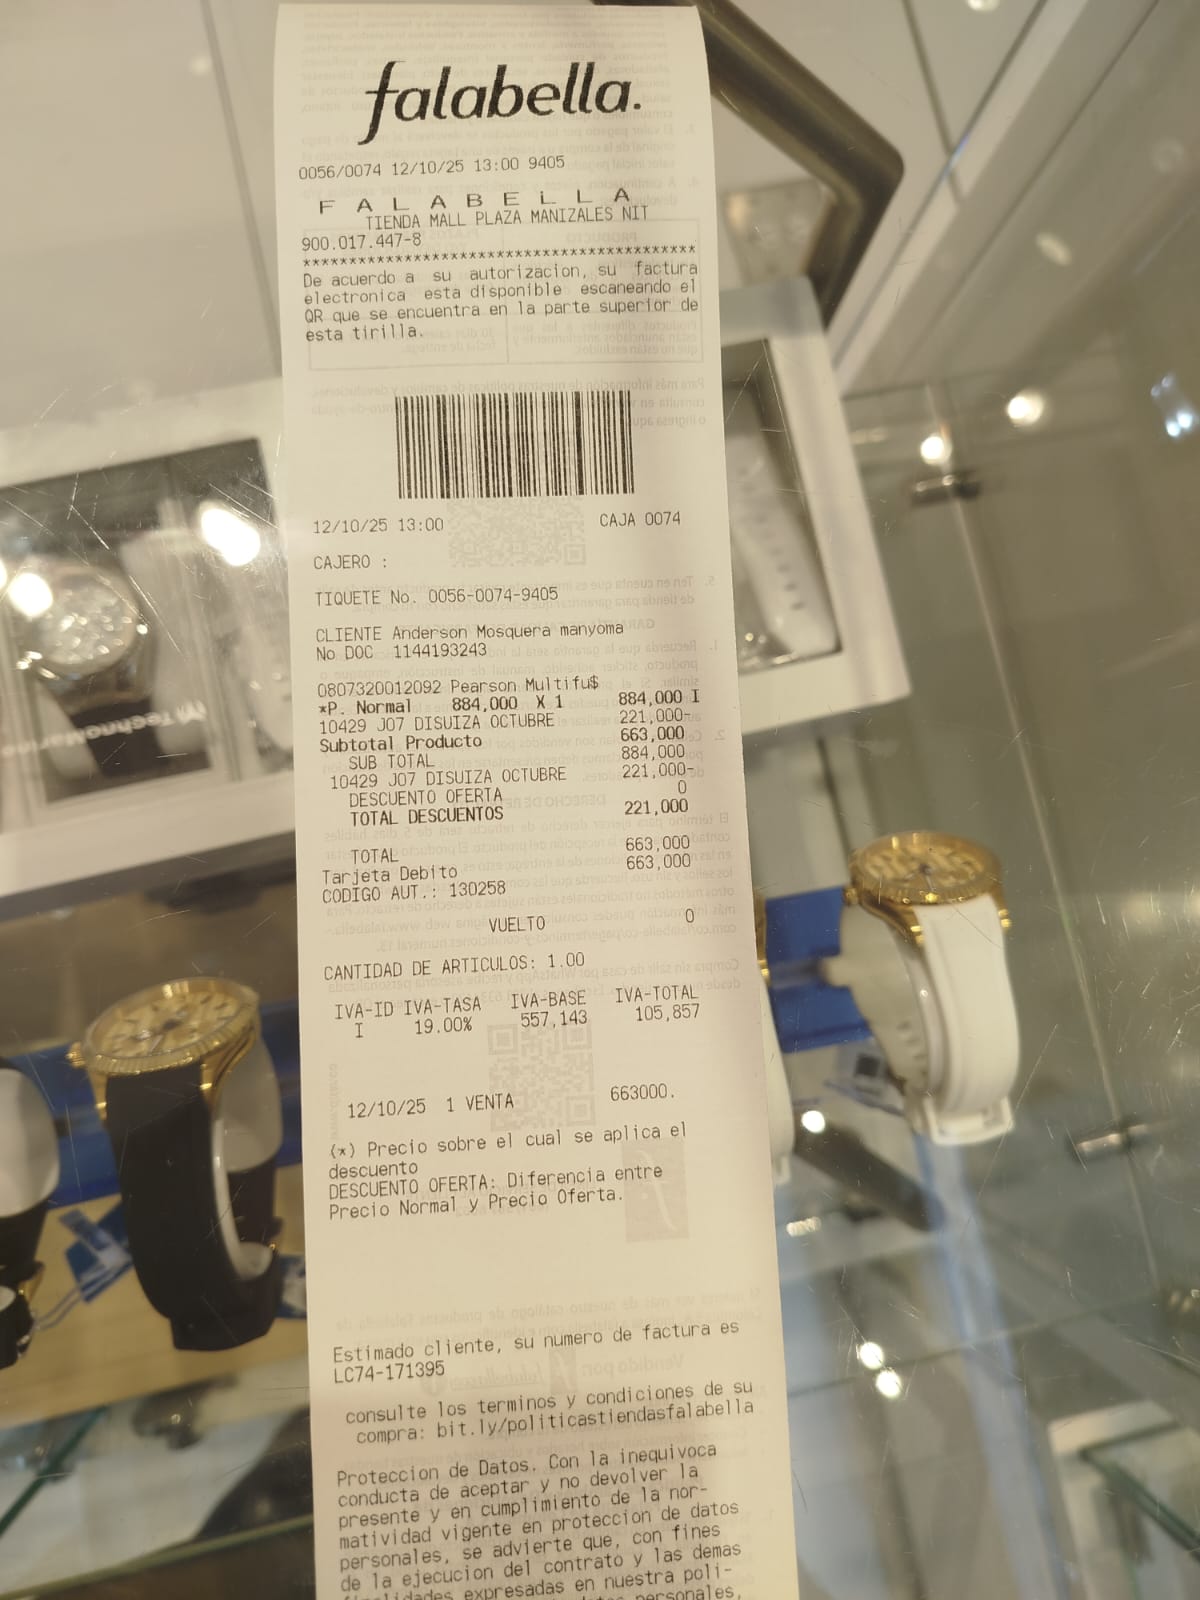 falabella.
0056/0074 12/10/25 13:00 9405
F A L A B E L L A
TIENDA MALL PLAZA MANIZALES NIT
900.017.447-8
*******************************************
De acuerdo a su autorizacion, su factura
electronica esta disponible escaneando el
QR que se encuentra en la parte superior de
esta tirilla.
12/10/25 13:00 CAJA 0074
CAJERO :
TIQUETE No. 0056-0074-9405
CLIENTE Anderson Mosquera manyoma
No DOC 1144193243
0807320012092 Pearson Multifu$
*P. Normal 884,000 X 1 884,000 I
10429 J07 DISUIZA OCTUBRE 221,000-
Subtotal Producto 663,000
SUB TOTAL 884,000
10429 J07 DISUIZA OCTUBRE 221,000-
DESCUENTO OFERTA 0
TOTAL DESCUENTOS 221,000
TOTAL 663,000
Tarjeta Debito 663,000
CODIGO AUT.: 130258
VUELTO 0
CANTIDAD DE ARTICULOS: 1.00
IVA-ID IVA-TASA IVA-BASE IVA-TOTAL
I 19.00% 557,143 105,857
12/10/25 1 VENTA 663000.
(*) Precio sobre el cual se aplica el
descuento
DESCUENTO OFERTA: Diferencia entre
Precio Normal y Precio Oferta.
Estimado cliente, su numero de factura es
LC74-171395
consulte los terminos y condiciones de su
compra: bit.ly/politicastiendasfalabella
Proteccion de Datos. Con la inequivoca
conducta de aceptar y no devolver la
presente y en cumplimiento de la nor-
matividad vigente en proteccion de datos
personales, se advierte que, con fines
de la ejecucion del contrato y las demas
finalidades expresadas en nuestra poli-
personales,
TechnoMarine